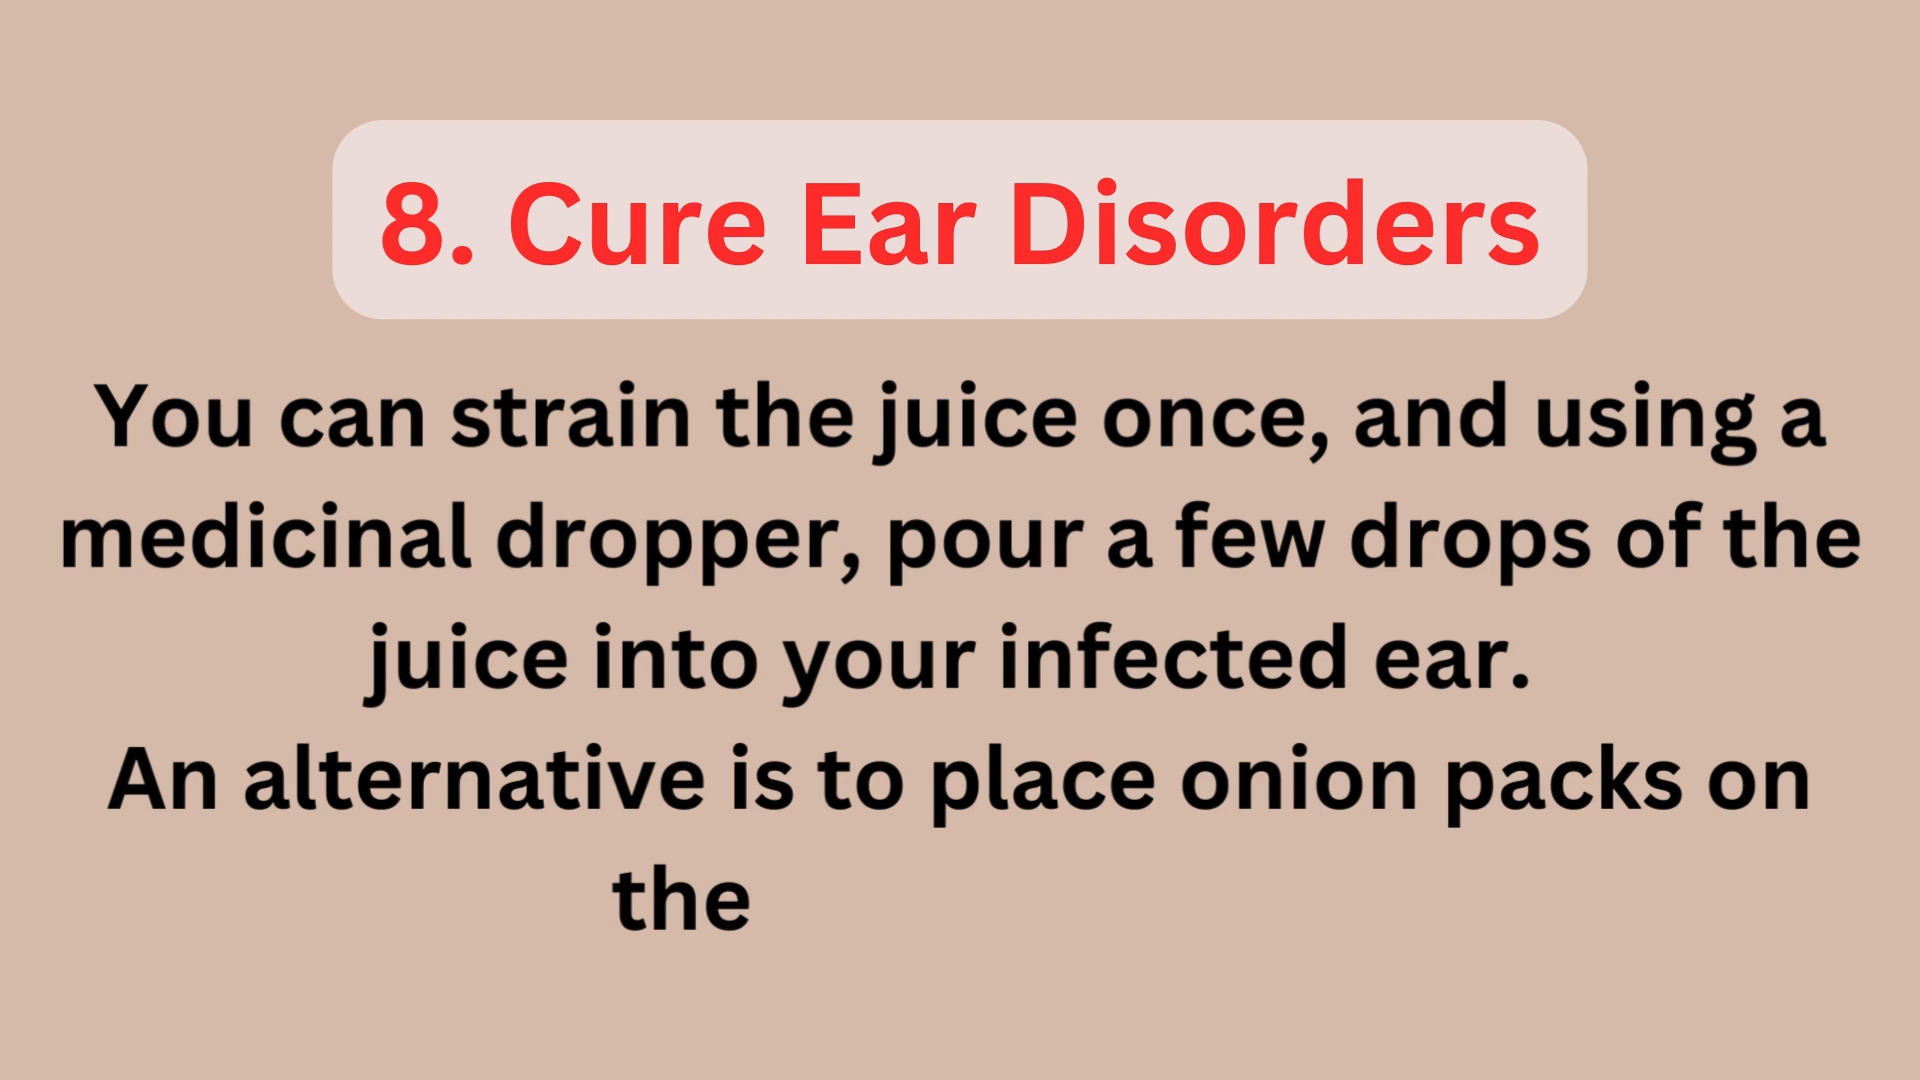 8. Cure Ear Disorders
You can strain the juice once, and using a
medicinal dropper, pour a few drops of the
juice into your infected ear.
An alternative is to place onion packs on
the